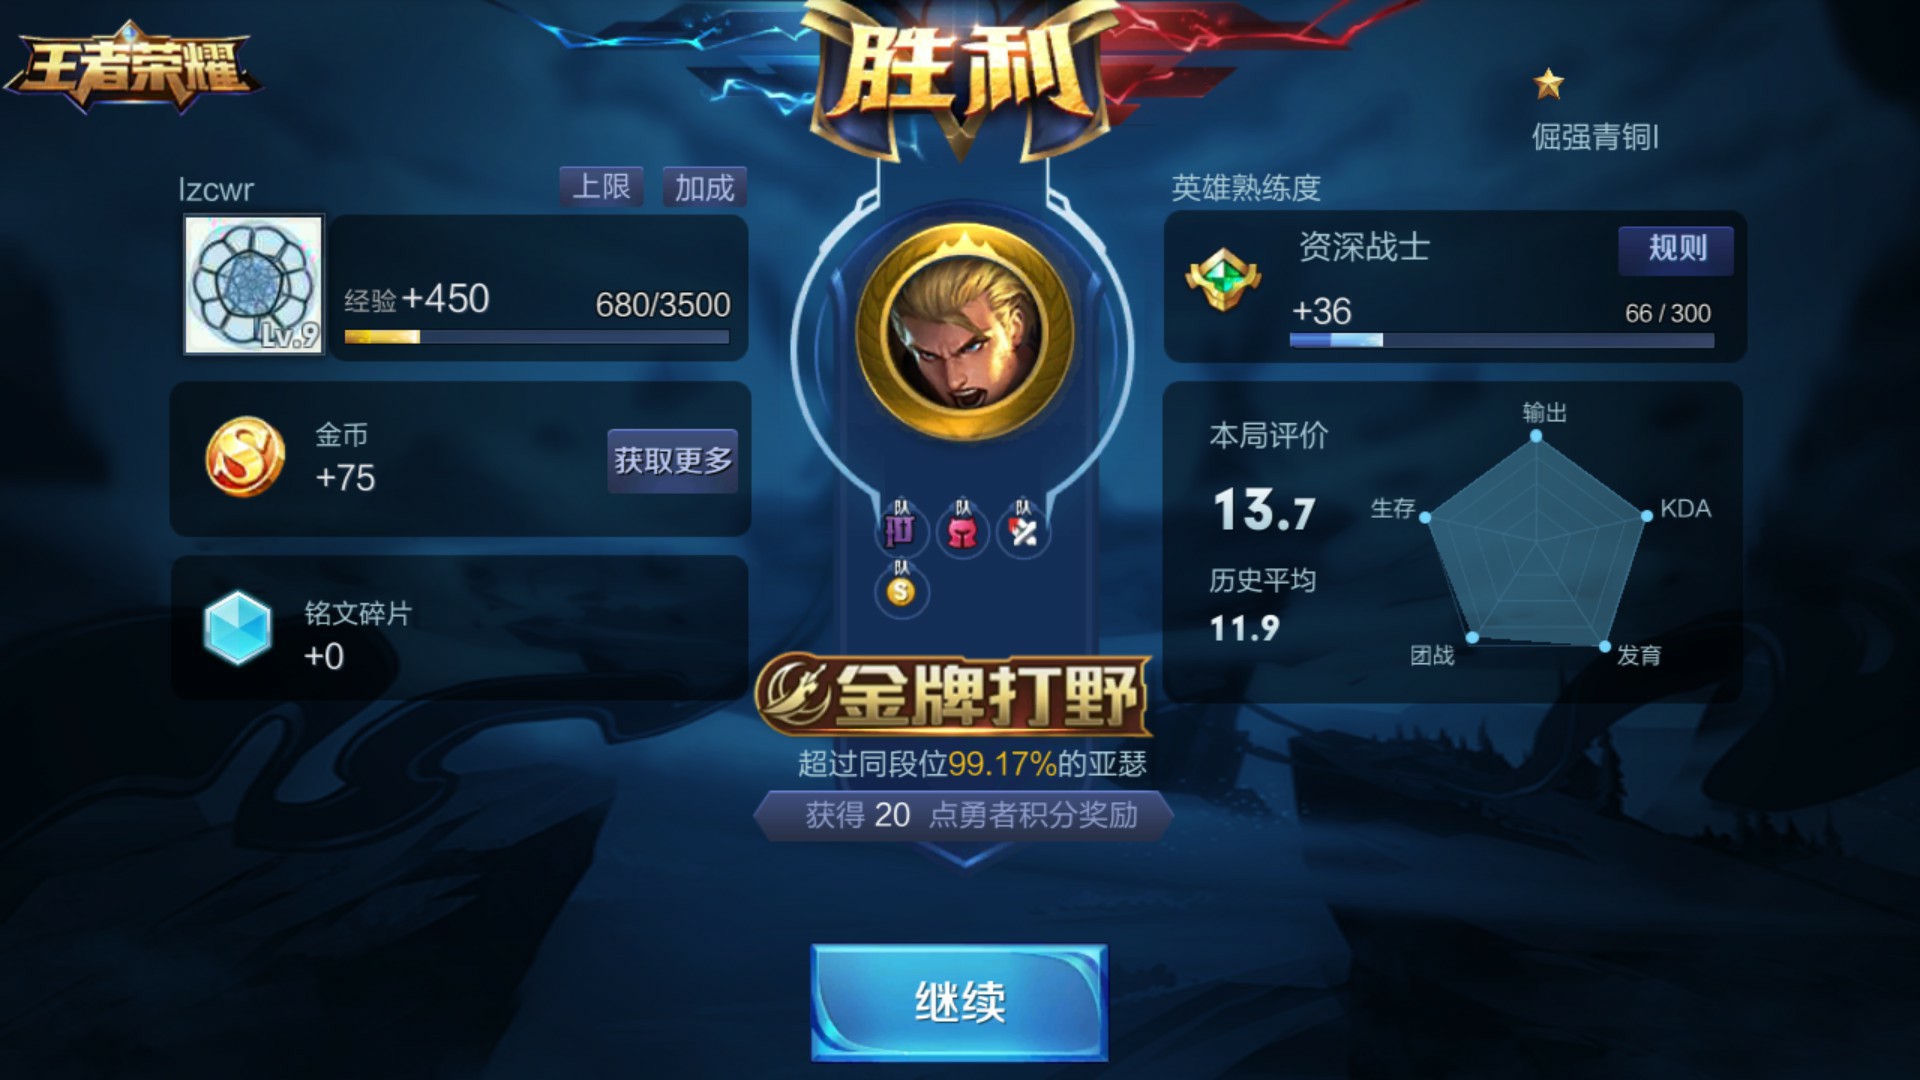 王者荣耀
胜利
倔强青铜I
lzcwr
上限
加成
Lv.9
经验+450
680/3500
金币
+75
获取更多
铭文碎片
+0
队
队
队
队
金牌打野
超过同段位99.17%的亚瑟
获得 20 点勇者积分奖励
继续
英雄熟练度
资深战士
规则
+36
66 / 300
本局评价
13.7
历史平均
11.9
输出
生存
KDA
团战
发育